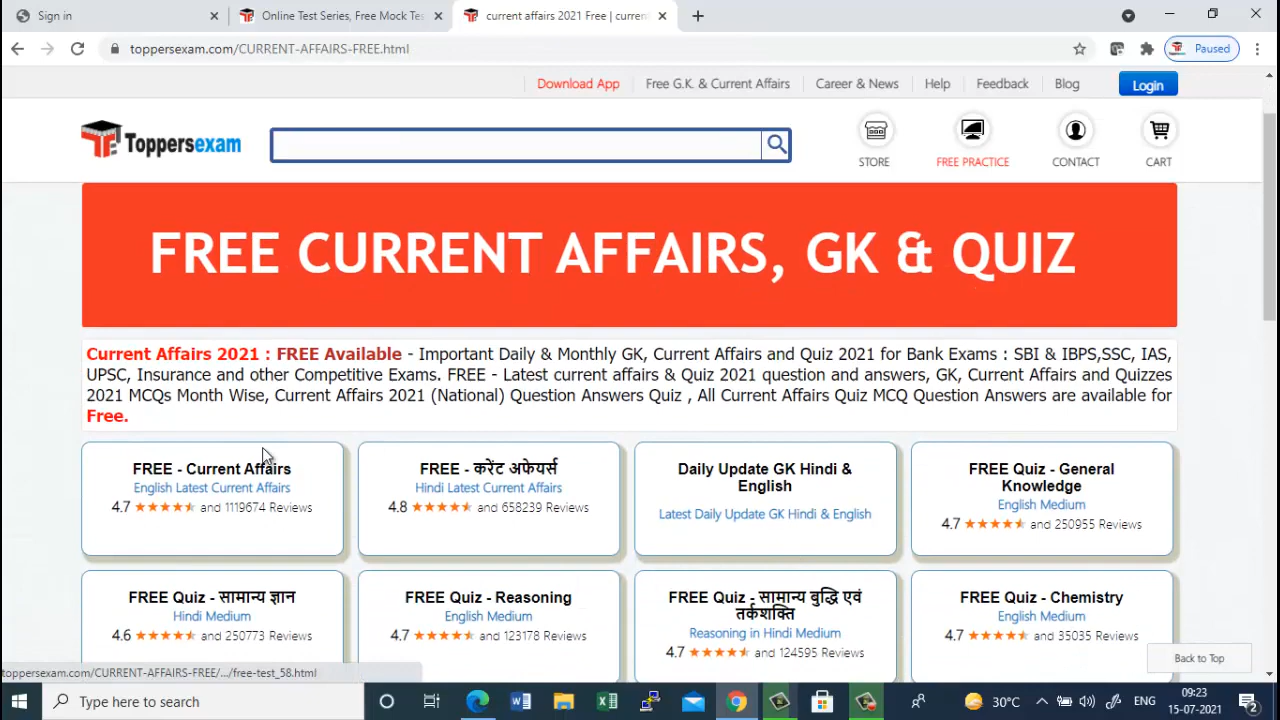 Sign in
Online Test Series, Free Mock Tes
current affairs 2021 Free | curren
toppersexam.com/CURRENT-AFFAIRS-FREE.html
Paused
Download App
Free G.K. & Current Affairs
Career & News
Help
Feedback
Blog
Login
Toppersexam
STORE
FREE PRACTICE
CONTACT
CART
FREE CURRENT AFFAIRS, GK & QUIZ
Current Affairs 2021 : FREE Available - Important Daily & Monthly GK, Current Affairs and Quiz 2021 for Bank Exams : SBI & IBPS,SSC, IAS,
UPSC, Insurance and other Competitive Exams. FREE - Latest current affairs & Quiz 2021 question and answers, GK, Current Affairs and Quizzes
2021 MCQs Month Wise, Current Affairs 2021 (National) Question Answers Quiz , All Current Affairs Quiz MCQ Question Answers are available for
Free.
FREE - Current Affairs
English Latest Current Affairs
4.7 and 1119674 Reviews
FREE - करेंट अफेयर्स
Hindi Latest Current Affairs
4.8 and 658239 Reviews
Daily Update GK Hindi &
English
Latest Daily Update GK Hindi & English
FREE Quiz - General
Knowledge
English Medium
4.7 and 250955 Reviews
FREE Quiz - सामान्य ज्ञान
Hindi Medium
4.6 and 250773 Reviews
FREE Quiz - Reasoning
English Medium
4.7 and 123178 Reviews
FREE Quiz - सामान्य बुद्धि एवं
तर्कशक्ति
Reasoning in Hindi Medium
4.7 and 124595 Reviews
FREE Quiz - Chemistry
English Medium
4.7 and 35035 Reviews
Back to Top
toppersexam.com/CURRENT-AFFAIRS-FREE/.../free-test_58.html
Type here to search
30°C
ENG
09:23
15-07-2021
2